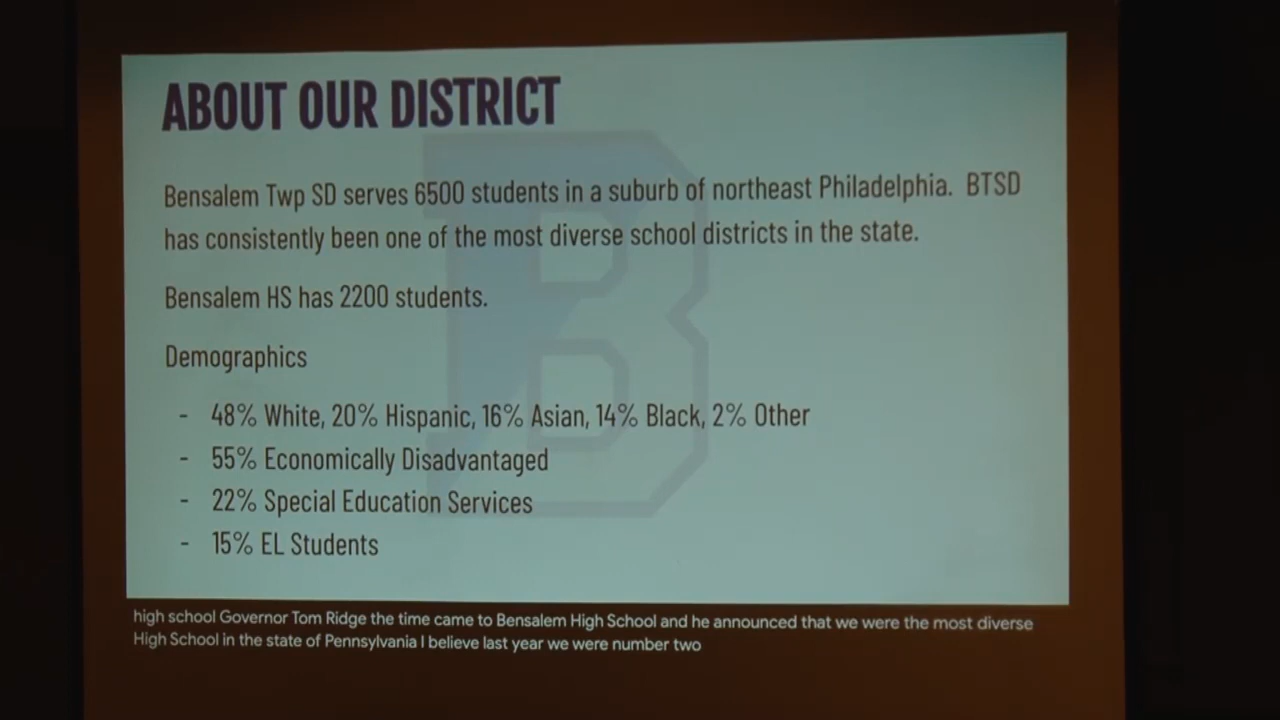 ABOUT OUR DISTRICT
Bensalem Twp SD serves 6500 students in a suburb of northeast Philadelphia. BTSD
has consistently been one of the most diverse school districts in the state.
Bensalem HS has 2200 students.
Demographics
- 48% White, 20% Hispanic, 16% Asian, 14% Black, 2% Other
- 55% Economically Disadvantaged
- 22% Special Education Services
- 15% EL Students
B
high school Governor Tom Ridge the time came to Bensalem High School and he announced that we were the most diverse
High School in the state of Pennsylvania I believe last year we were number two